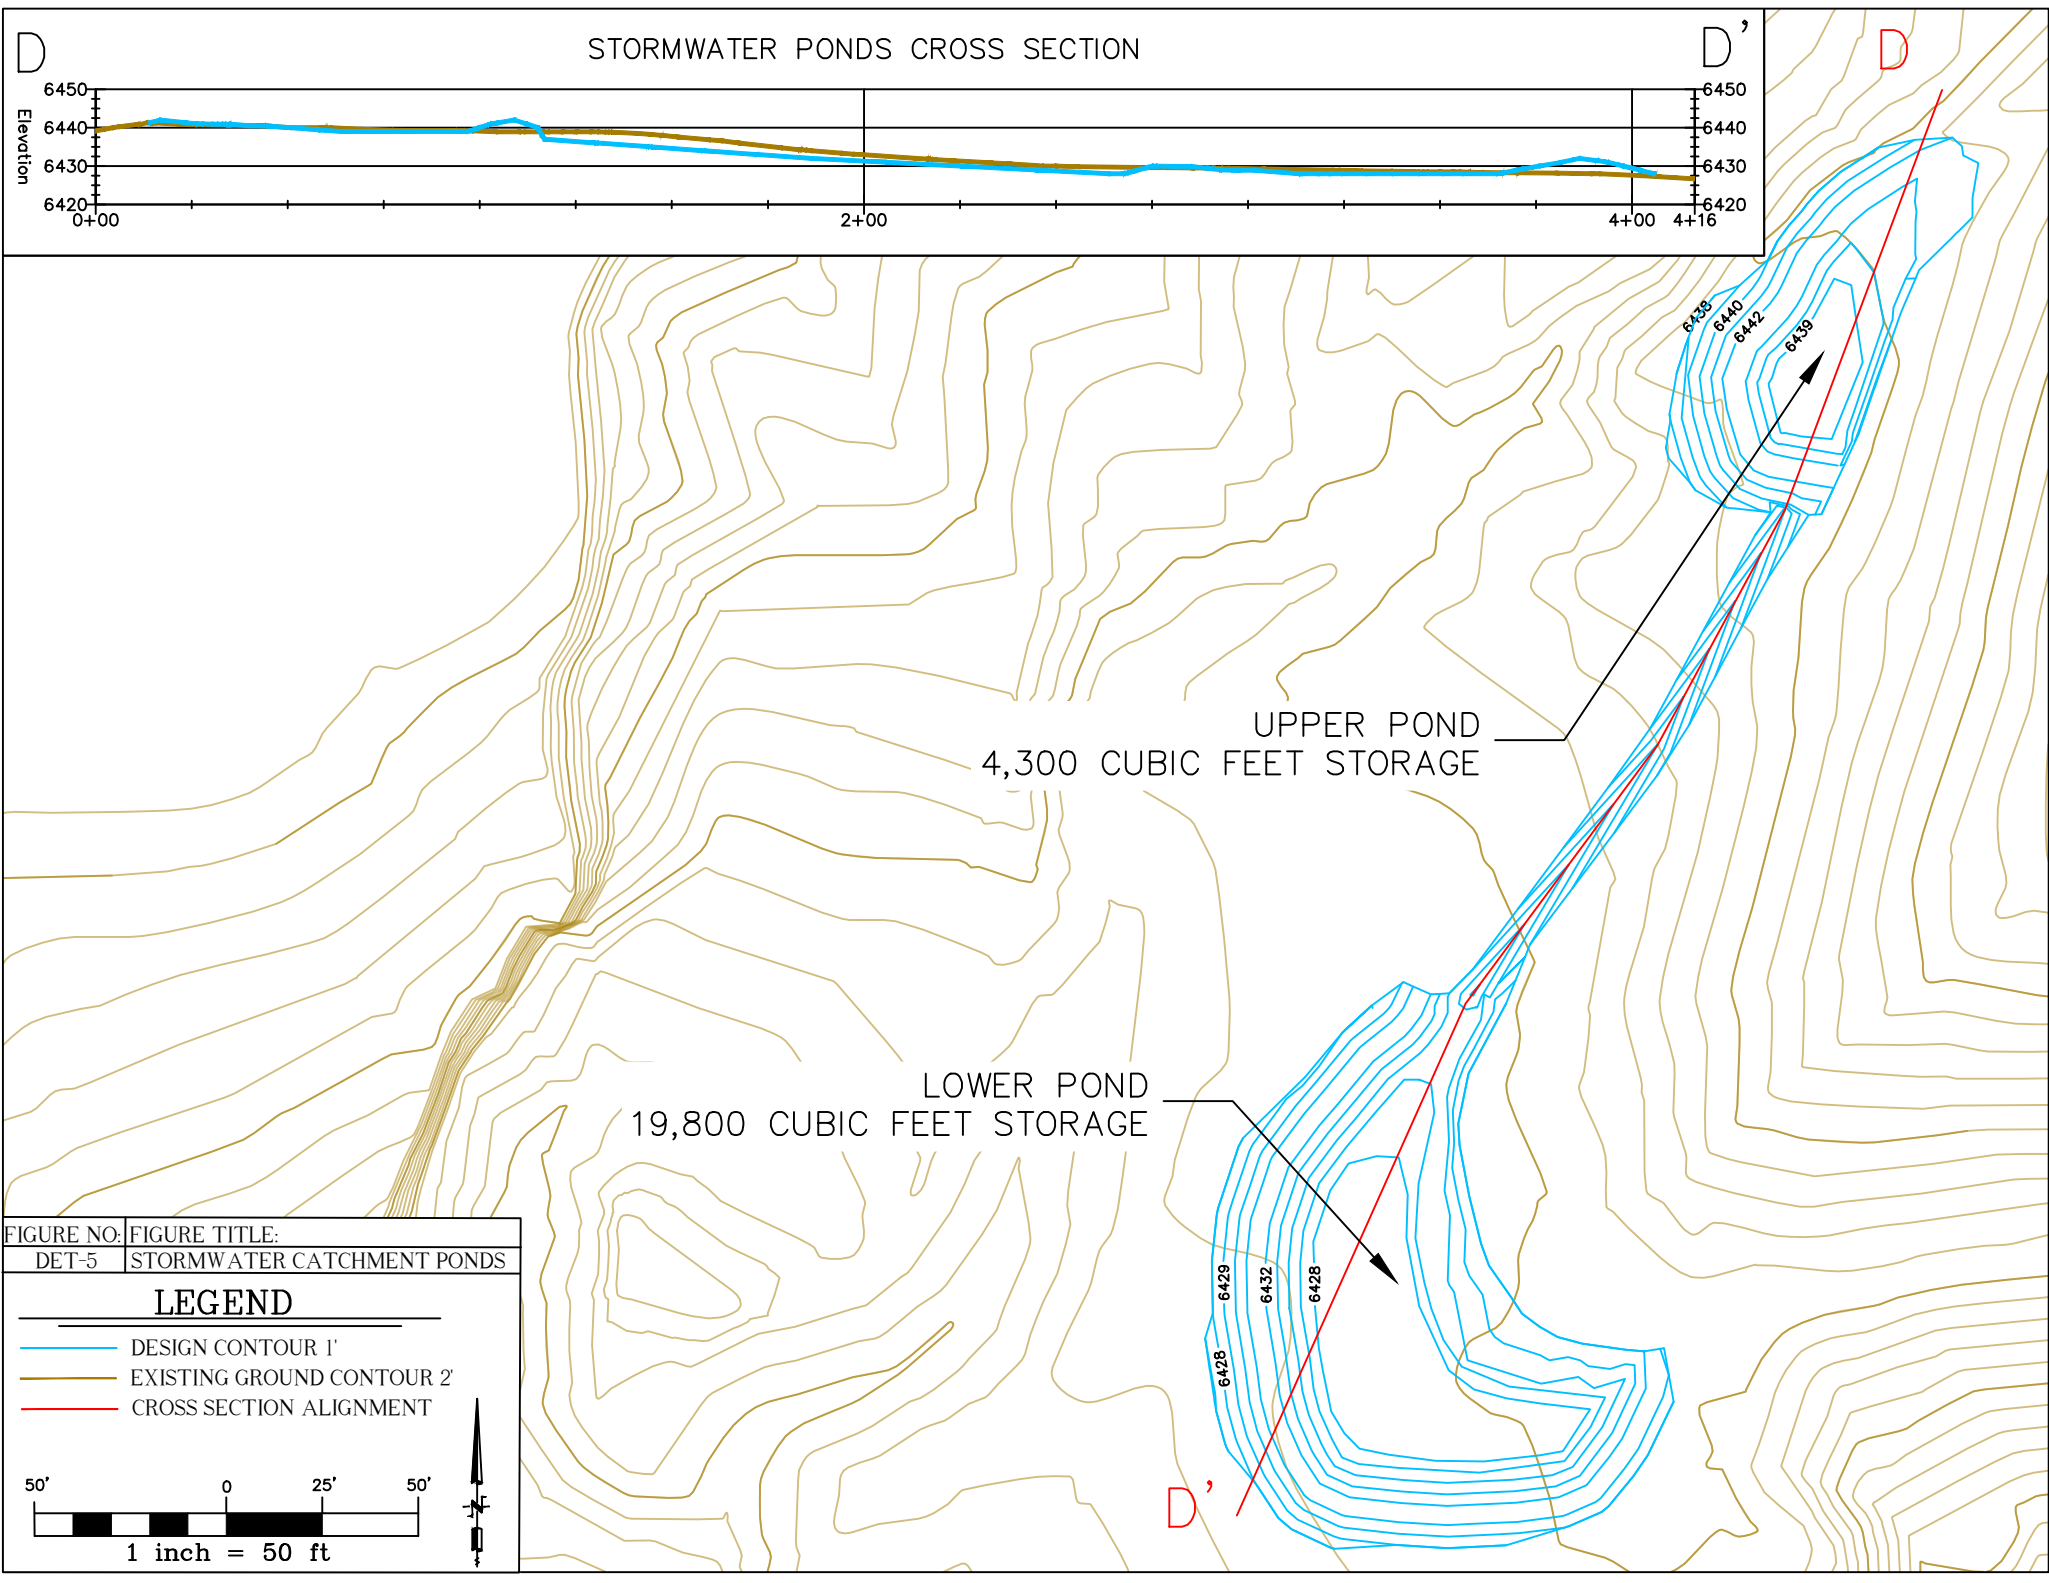 D
STORMWATER PONDS CROSS SECTION
D'
D
6450
6440
6430
6420
Elevation
6450
6440
6430
6420
0+00
2+00
4+00
4+16
6438
6440
6442
6439
UPPER POND
4,300 CUBIC FEET STORAGE
LOWER POND
19,800 CUBIC FEET STORAGE
6429
6432
6428
6428
D'
FIGURE NO:
FIGURE TITLE:
DET-5
STORMWATER CATCHMENT PONDS
LEGEND
DESIGN CONTOUR 1'
EXISTING GROUND CONTOUR 2'
CROSS SECTION ALIGNMENT
50'
0
25'
50'
1 inch = 50 ft
N